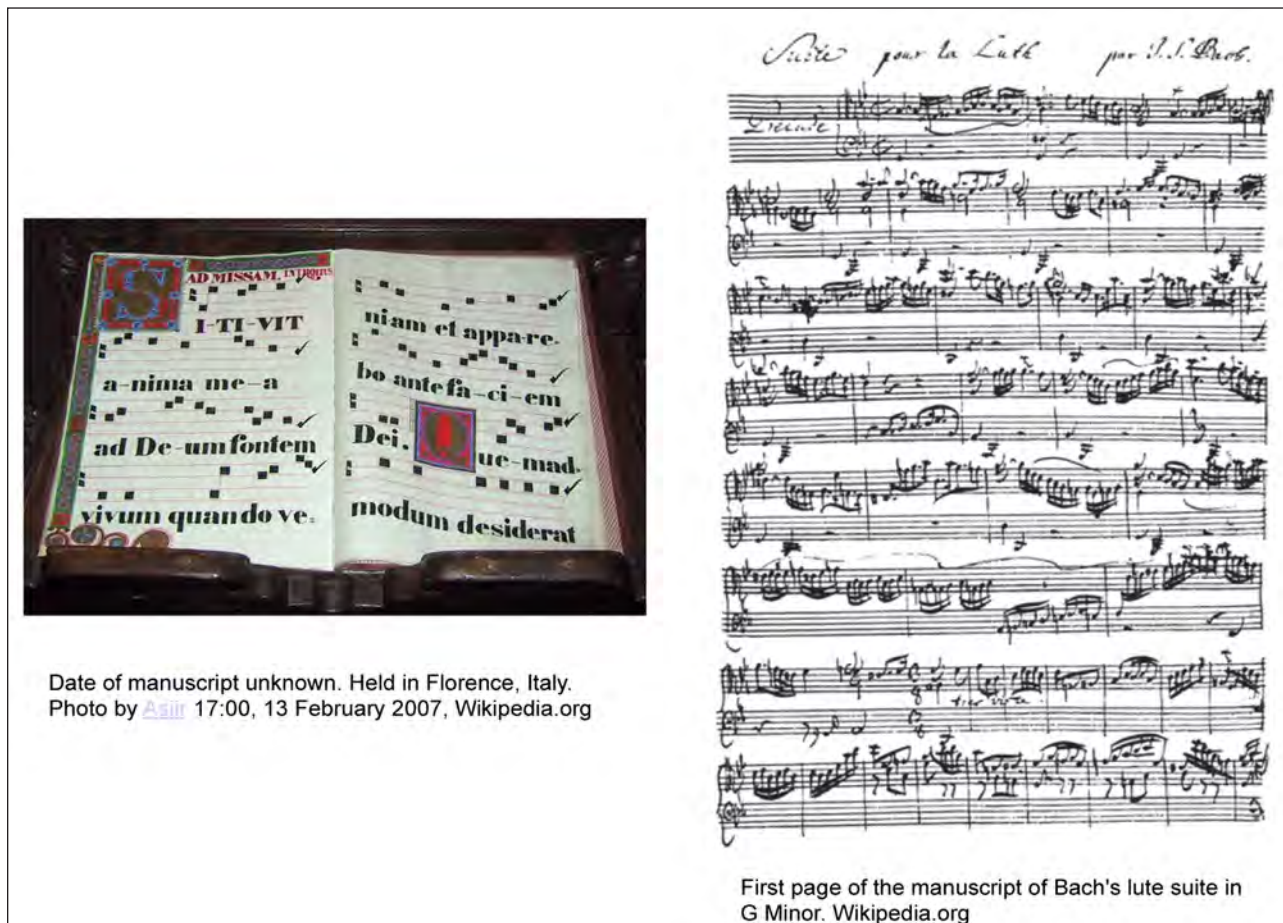 AD MISSAM, INTROITUS
S
I-TI-VIT
a-nima me-a
ad De-um fontem
vivum quando ve-
niam et appa-re-
bo ante fa-ci-em
Dei. Que-mad-
modum desiderat
Date of manuscript unknown. Held in Florence, Italy.
Photo by Asiir 17:00, 13 February 2007, Wikipedia.org
Suite pour la Luth par J. S. Bach.
Prelude
tres viste.
First page of the manuscript of Bach's lute suite in
G Minor. Wikipedia.org